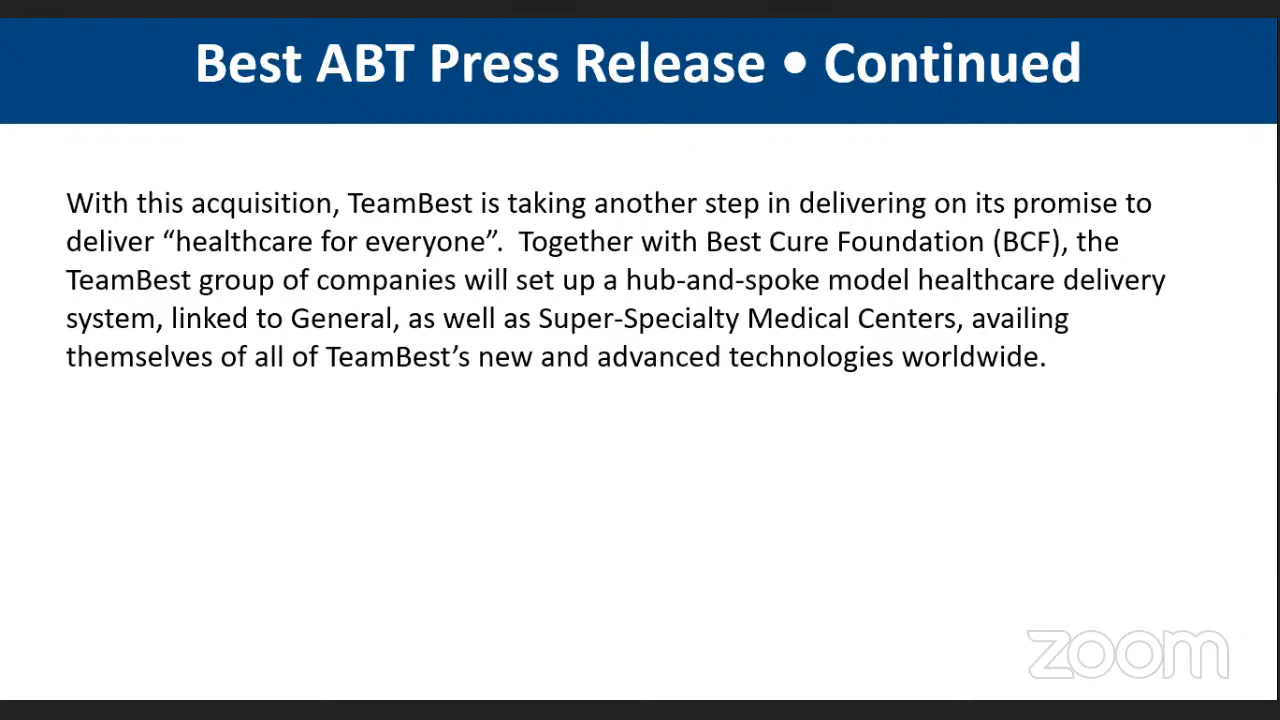 Best ABT Press Release • Continued
With this acquisition, TeamBest is taking another step in delivering on its promise to
deliver “healthcare for everyone”.  Together with Best Cure Foundation (BCF), the
TeamBest group of companies will set up a hub-and-spoke model healthcare delivery
system, linked to General, as well as Super-Specialty Medical Centers, availing
themselves of all of TeamBest’s new and advanced technologies worldwide.
zoom